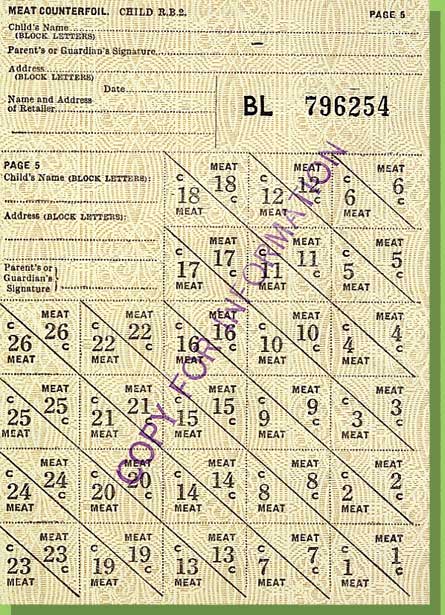 MEAT COUNTERFOIL. CHILD R.B.2. PAGE 5
Child's Name
(BLOCK LETTERS)
Parent's or Guardian's Signature
Address
(BLOCK LETTERS)
Date
Name and Address
of Retailer
BL 796254
PAGE 5
Child's Name (BLOCK LETTERS):
Address (BLOCK LETTERS):
Parent's or
Guardian's
Signature
MEAT MEAT MEAT
C 18 C 12 C 6
18 C 12 C 6 C
MEAT MEAT MEAT
MEAT MEAT MEAT
C 17 C 11 C 5
17 C 11 C 5 C
MEAT MEAT MEAT
MEAT MEAT MEAT MEAT MEAT
C 26 C 22 C 16 C 10 C 4
26 C 22 C 16 C 10 C 4 C
MEAT MEAT MEAT MEAT MEAT
MEAT MEAT MEAT MEAT MEAT
C 25 C 21 C 15 C 9 C 3
25 C 21 C 15 C 9 C 3 C
MEAT MEAT MEAT MEAT MEAT
MEAT MEAT MEAT MEAT MEAT
C 24 C 20 C 14 C 8 C 2
24 C 20 C 14 C 8 C 2 C
MEAT MEAT MEAT MEAT MEAT
MEAT MEAT MEAT MEAT MEAT
C 23 C 19 C 13 C 7 C 1
23 C 19 C 13 C 7 C 1 C
MEAT MEAT MEAT MEAT MEAT
COPY FOR INFORMATION